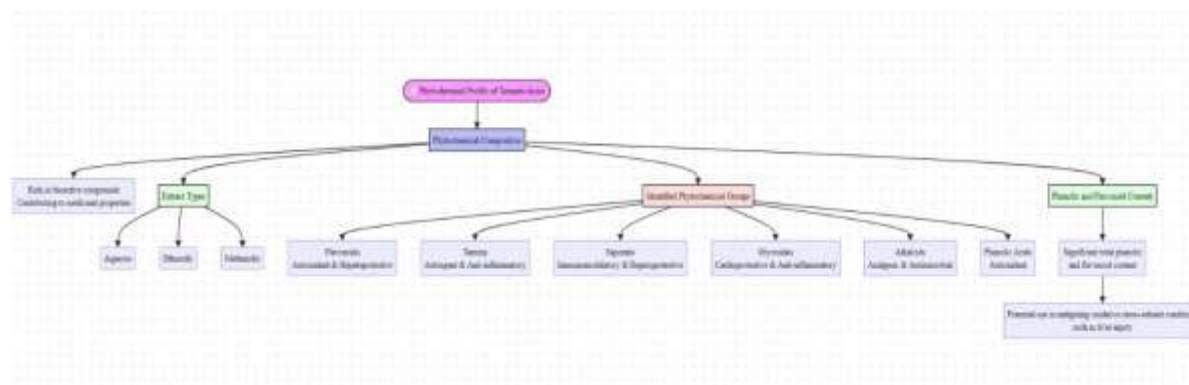 Phytochemical Profile of
Phytochemical Composition
Rich in bioactive compounds
Contributing to medicinal properties
Extract Types
Identified Phytochemical Groups
Phenolic and Flavonoid Content
Aqueous
Ethanolic
Methanolic
Flavonoids
Antioxidant & Hepatoprotective
Tannins
Astringent & Anti-inflammatory
Saponins
Immunomodulatory & Hepatoprotective
Glycosides
Cardioprotective & Anti-inflammatory
Alkaloids
Analgesic & Antimicrobial
Phenolic Acids
Antioxidant
Significant total phenolic
and flavonoid content
Potential use in mitigating oxidative stress-related
such as liver injury